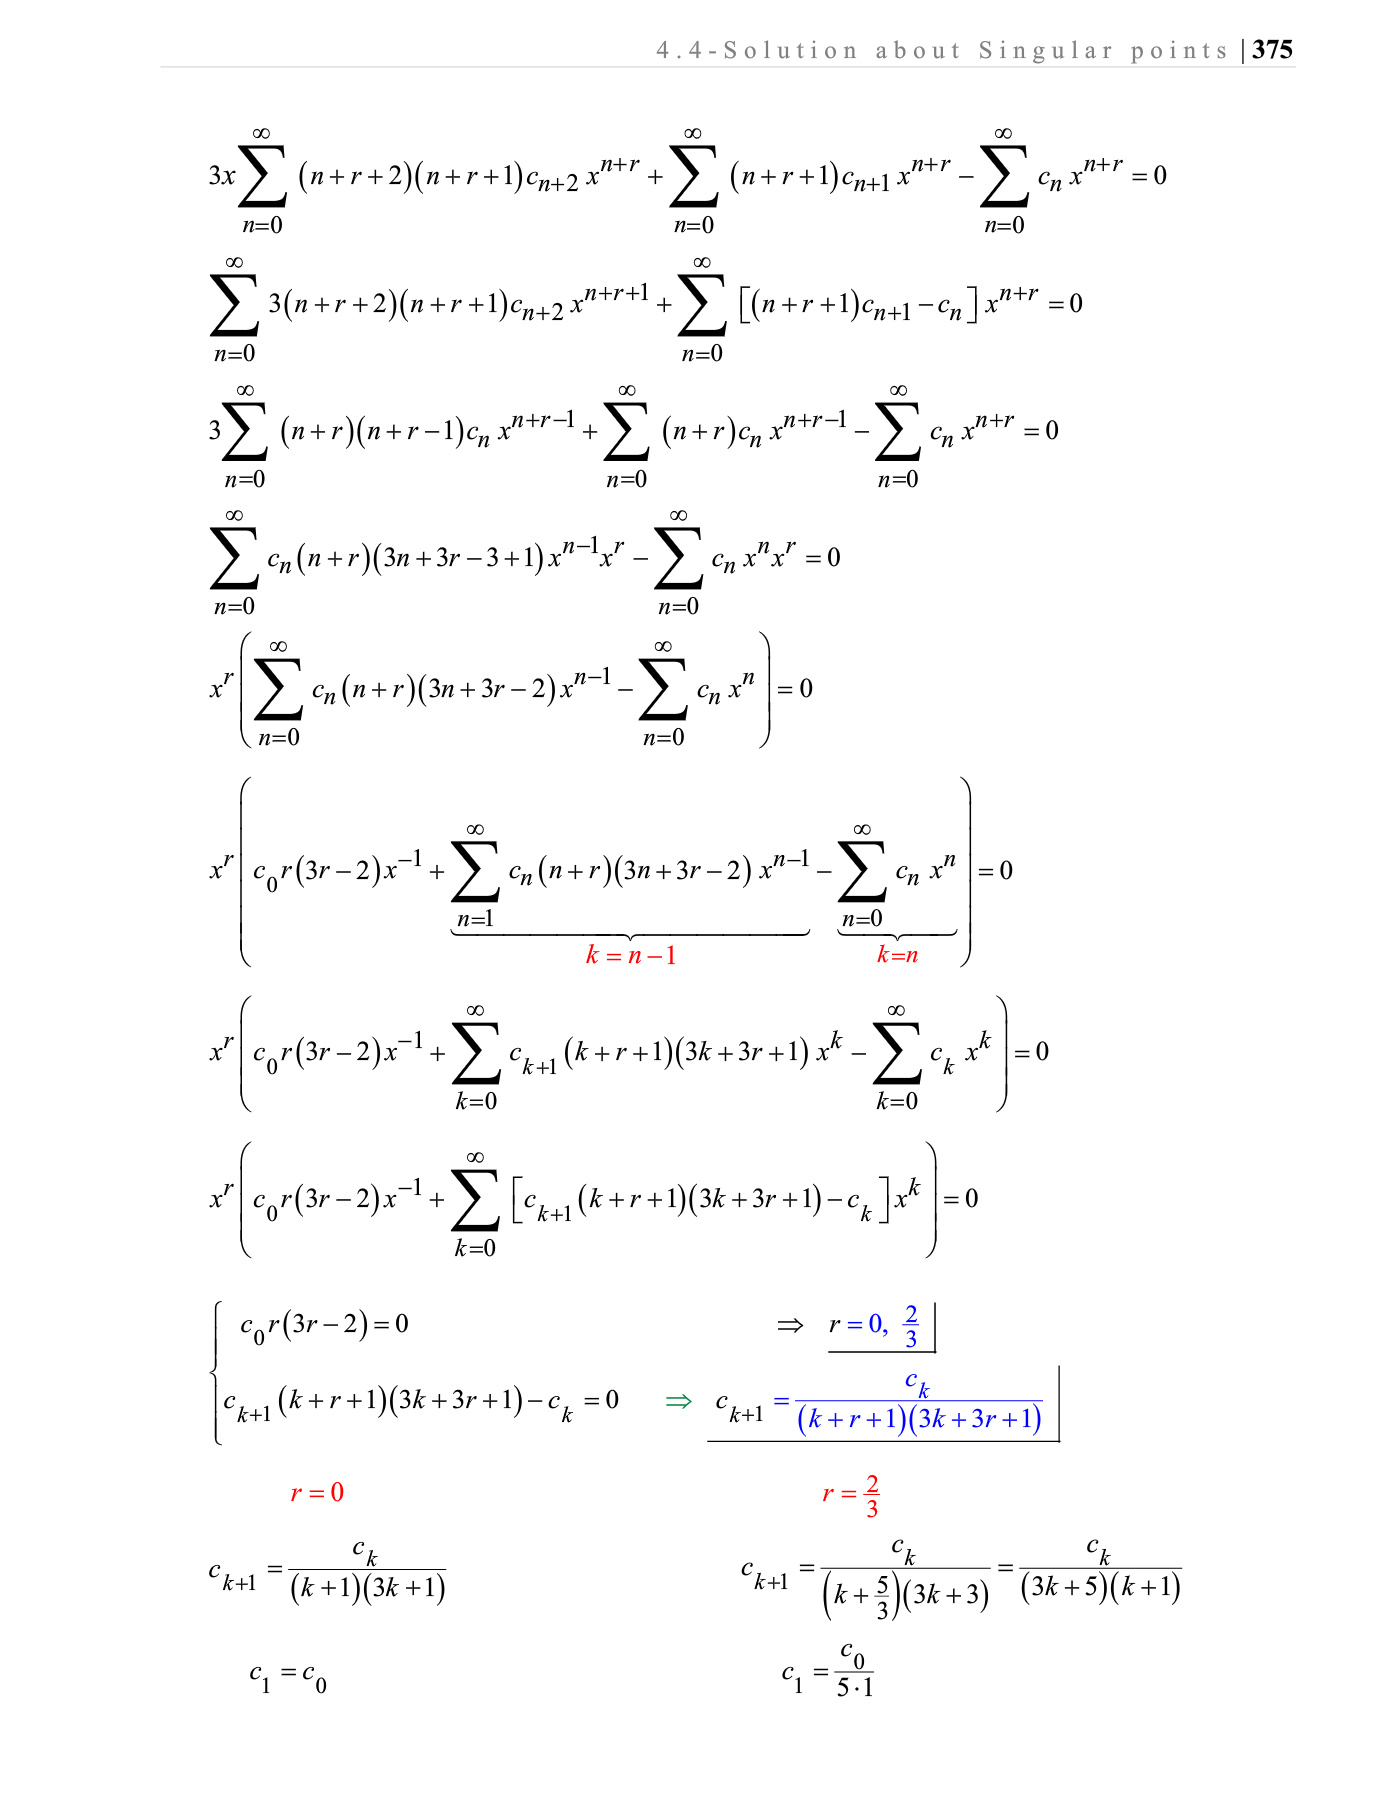 4.4-Solution about Singular points | 375
$3x\sum_{n=0}^{\infty}(n+r+2)(n+r+1)c_{n+2}x^{n+r}+\sum_{n=0}^{\infty}(n+r+1)c_{n+1}x^{n+r}-\sum_{n=0}^{\infty}c_n x^{n+r}=0$
$\sum_{n=0}^{\infty}3(n+r+2)(n+r+1)c_{n+2}x^{n+r+1}+\sum_{n=0}^{\infty}\left[(n+r+1)c_{n+1}-c_n\right]x^{n+r}=0$
$3\sum_{n=0}^{\infty}(n+r)(n+r-1)c_n x^{n+r-1}+\sum_{n=0}^{\infty}(n+r)c_n x^{n+r-1}-\sum_{n=0}^{\infty}c_n x^{n+r}=0$
$\sum_{n=0}^{\infty}c_n(n+r)(3n+3r-3+1)x^{n-1}x^r-\sum_{n=0}^{\infty}c_n x^n x^r=0$
$x^r\left(\sum_{n=0}^{\infty}c_n(n+r)(3n+3r-2)x^{n-1}-\sum_{n=0}^{\infty}c_n x^n\right)=0$
$x^r\left(c_0 r(3r-2)x^{-1}+\underbrace{\sum_{n=1}^{\infty}c_n(n+r)(3n+3r-2)x^{n-1}}_{k=n-1}-\underbrace{\sum_{n=0}^{\infty}c_n x^n}_{k=n}\right)=0$
$x^r\left(c_0 r(3r-2)x^{-1}+\sum_{k=0}^{\infty}c_{k+1}(k+r+1)(3k+3r+1)x^k-\sum_{k=0}^{\infty}c_k x^k\right)=0$
$x^r\left(c_0 r(3r-2)x^{-1}+\sum_{k=0}^{\infty}\left[c_{k+1}(k+r+1)(3k+3r+1)-c_k\right]x^k\right)=0$
$c_0 r(3r-2)=0 \Rightarrow r=0, \frac{2}{3}$
$c_{k+1}(k+r+1)(3k+3r+1)-c_k=0 \Rightarrow c_{k+1}=\frac{c_k}{(k+r+1)(3k+3r+1)}$
$r=0$ $r=\frac{2}{3}$
$c_{k+1}=\frac{c_k}{(k+1)(3k+1)}$ $c_{k+1}=\frac{c_k}{\left(k+\frac{5}{3}\right)(3k+3)}=\frac{c_k}{(3k+5)(k+1)}$
$c_1=c_0$ $c_1=\frac{c_0}{5\cdot 1}$